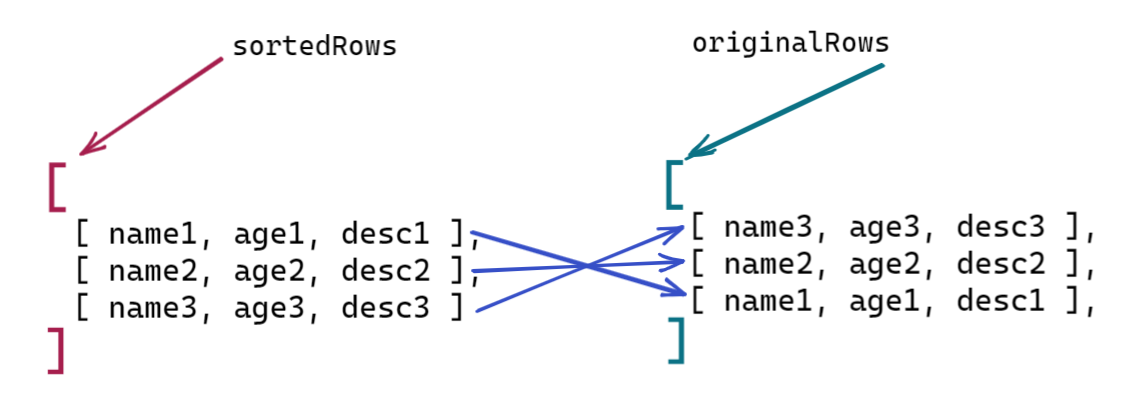 sortedRows
originalRows
[
[ name1, age1, desc1 ],
[ name2, age2, desc2 ],
[ name3, age3, desc3 ]
]
[
[ name3, age3, desc3 ],
[ name2, age2, desc2 ],
[ name1, age1, desc1 ],
]